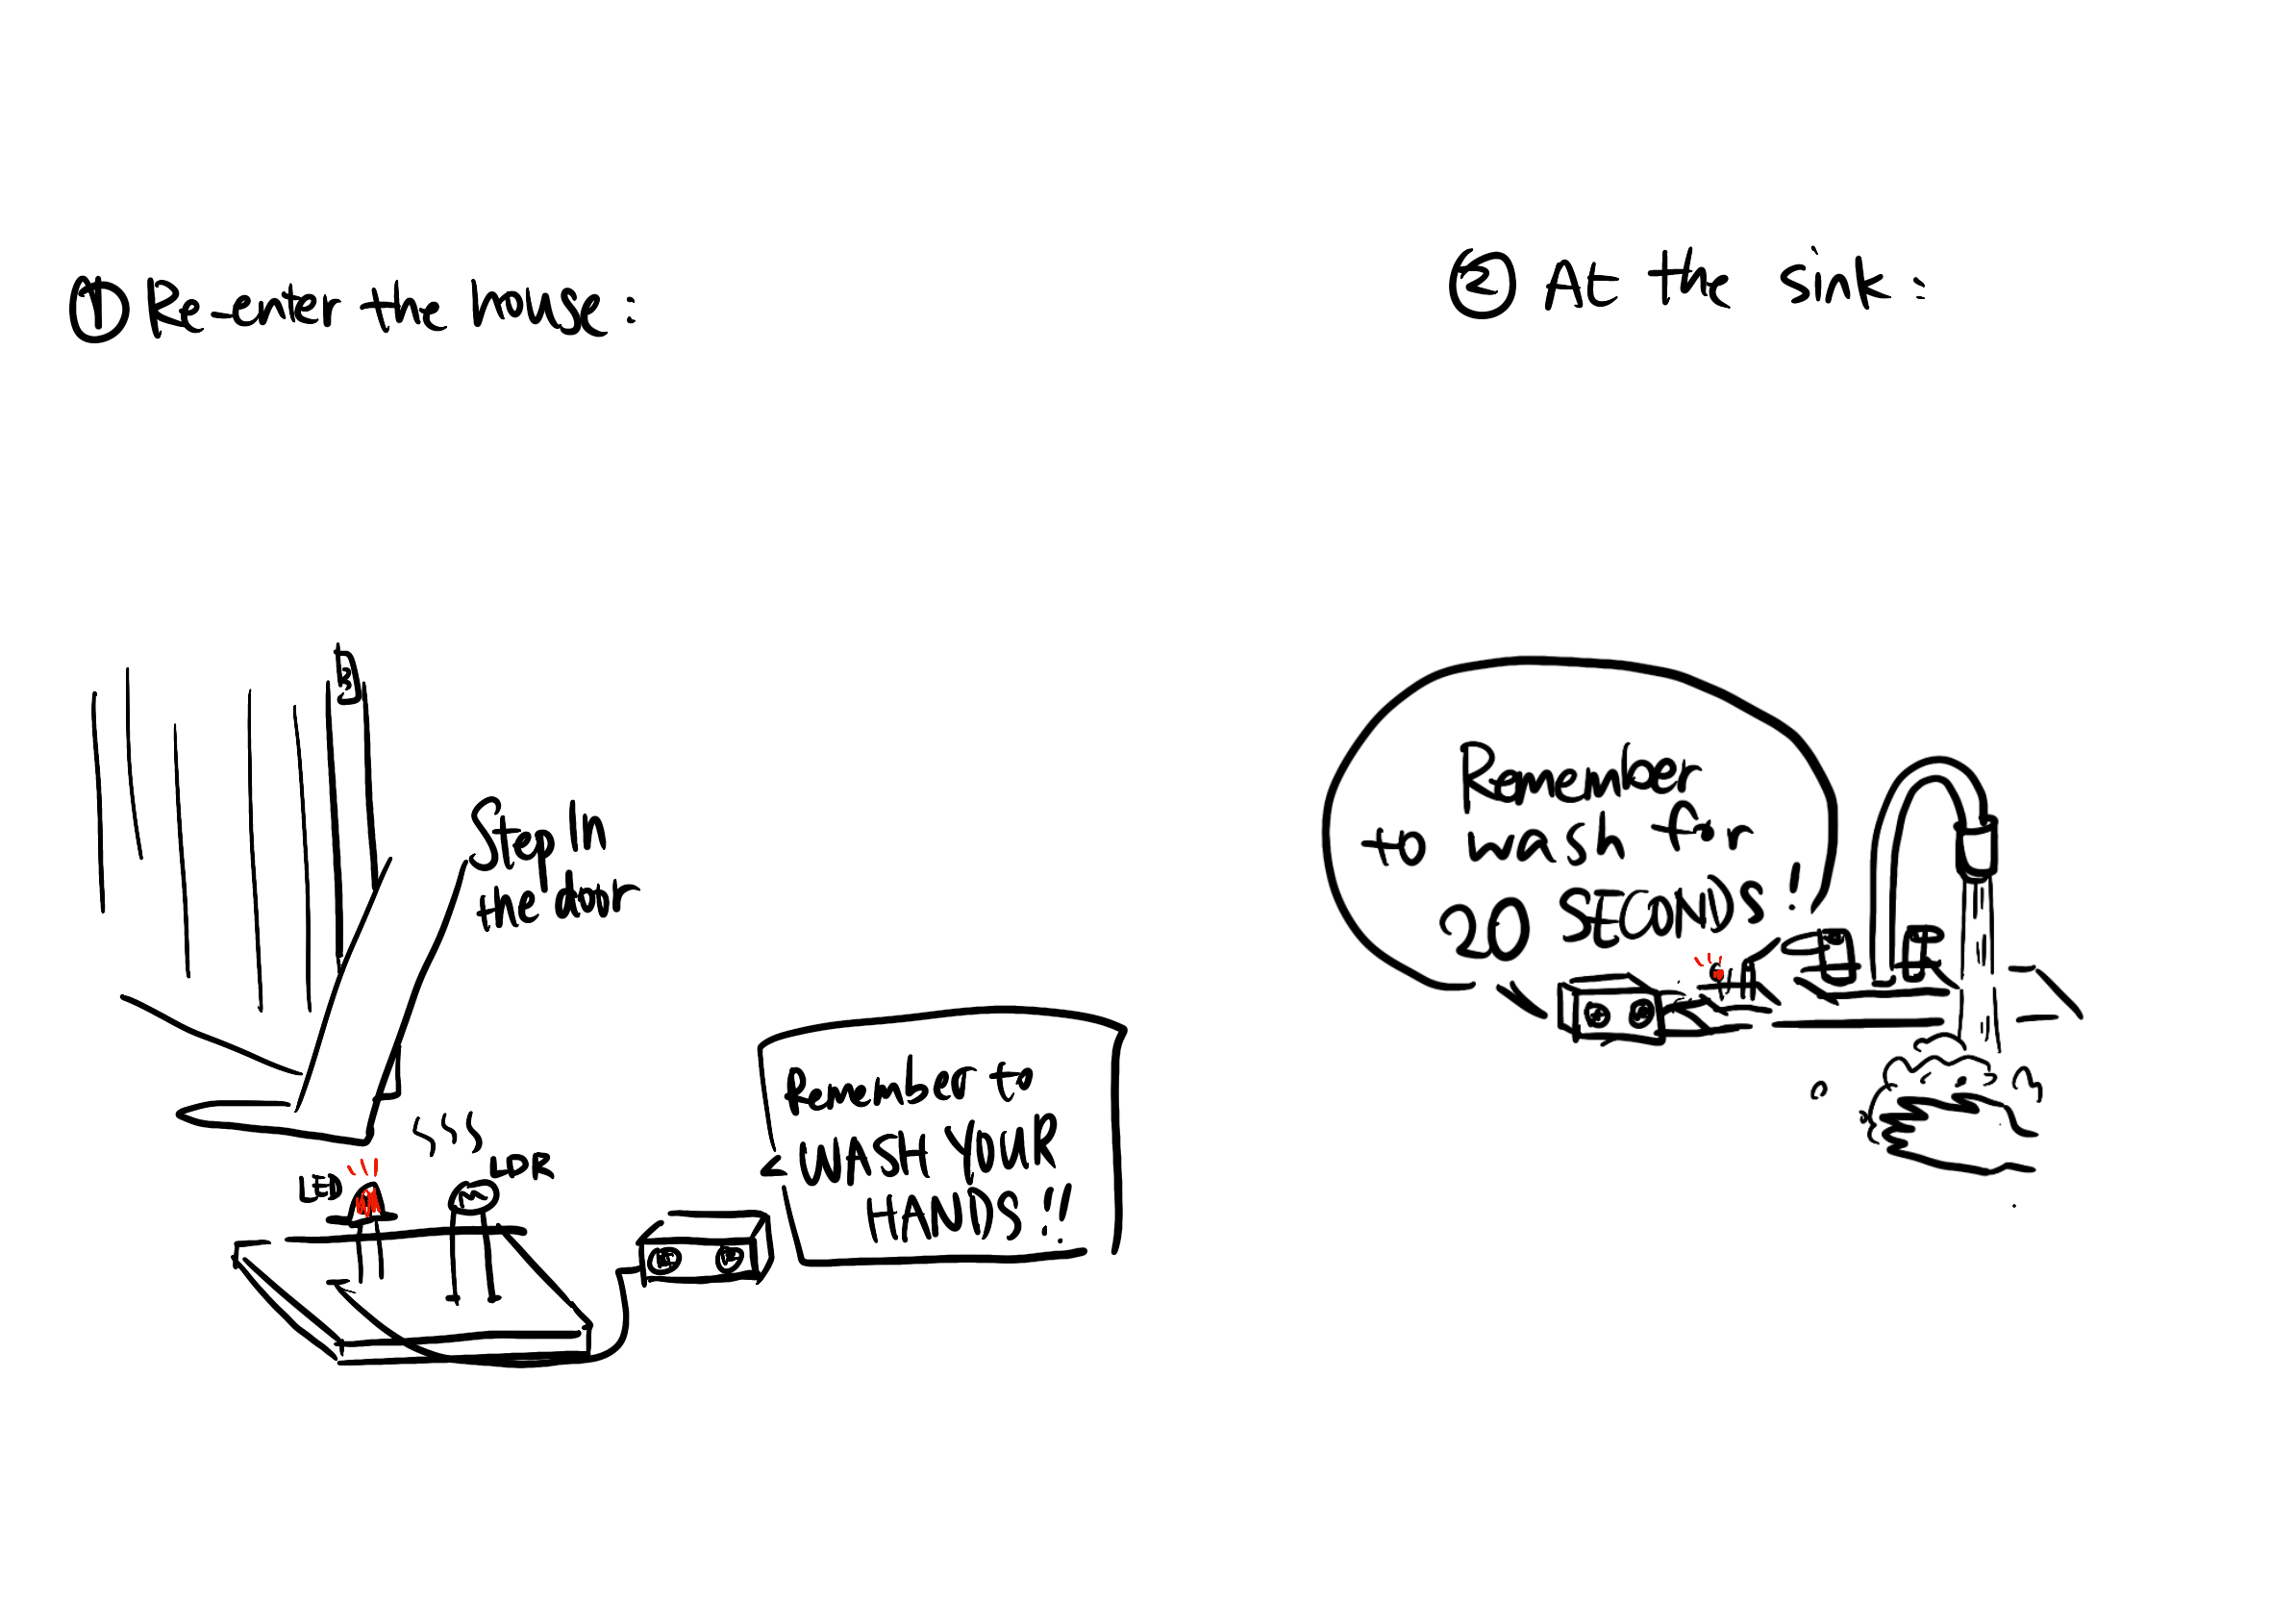 ① Re-enter the house:
Step in
the door
LED
LDR
Remember to
WASH YOUR
HANDS!!
② At the sink:
Remember
to wash for
20 SECONDS!